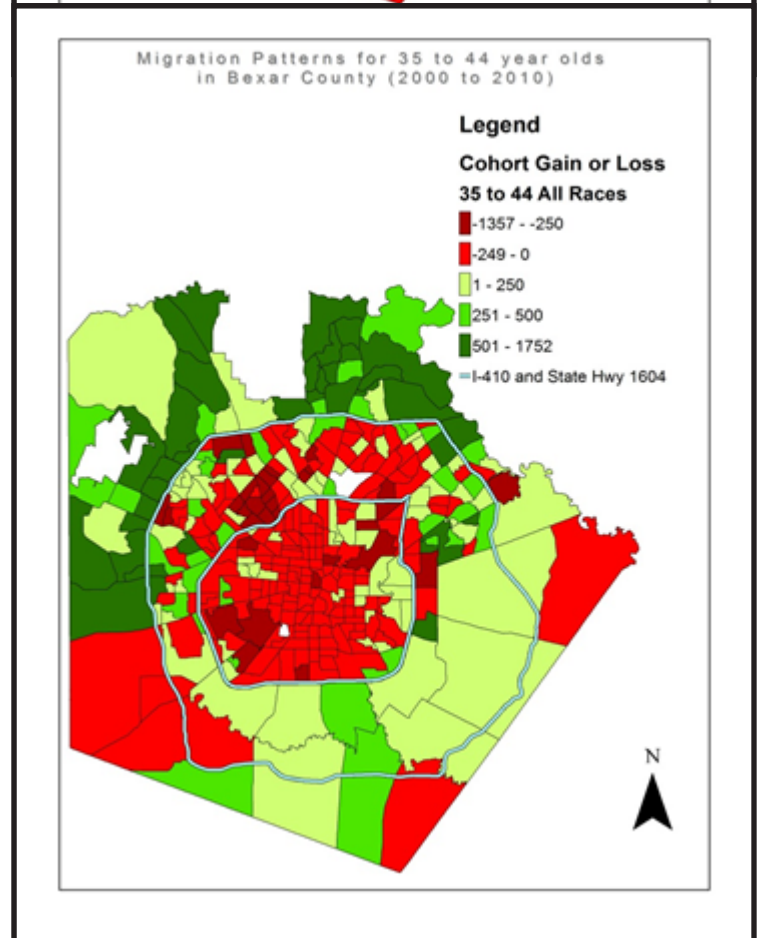 Migration Patterns for 35 to 44 year olds
in Bexar County (2000 to 2010)
Legend
Cohort Gain or Loss
35 to 44 All Races
-1357 - -250
-249 - 0
1 - 250
251 - 500
501 - 1752
I-410 and State Hwy 1604
N